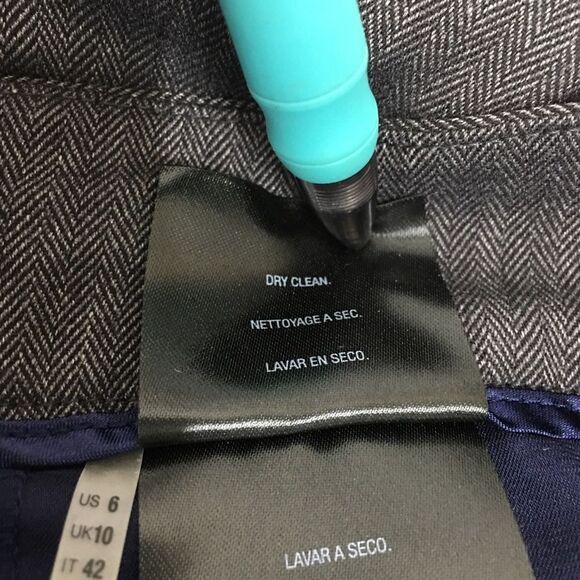 DRY CLEAN.
NETTOYAGE A SEC.
LAVAR EN SECO.
LAVAR A SECO.
US 6
UK10
IT 42